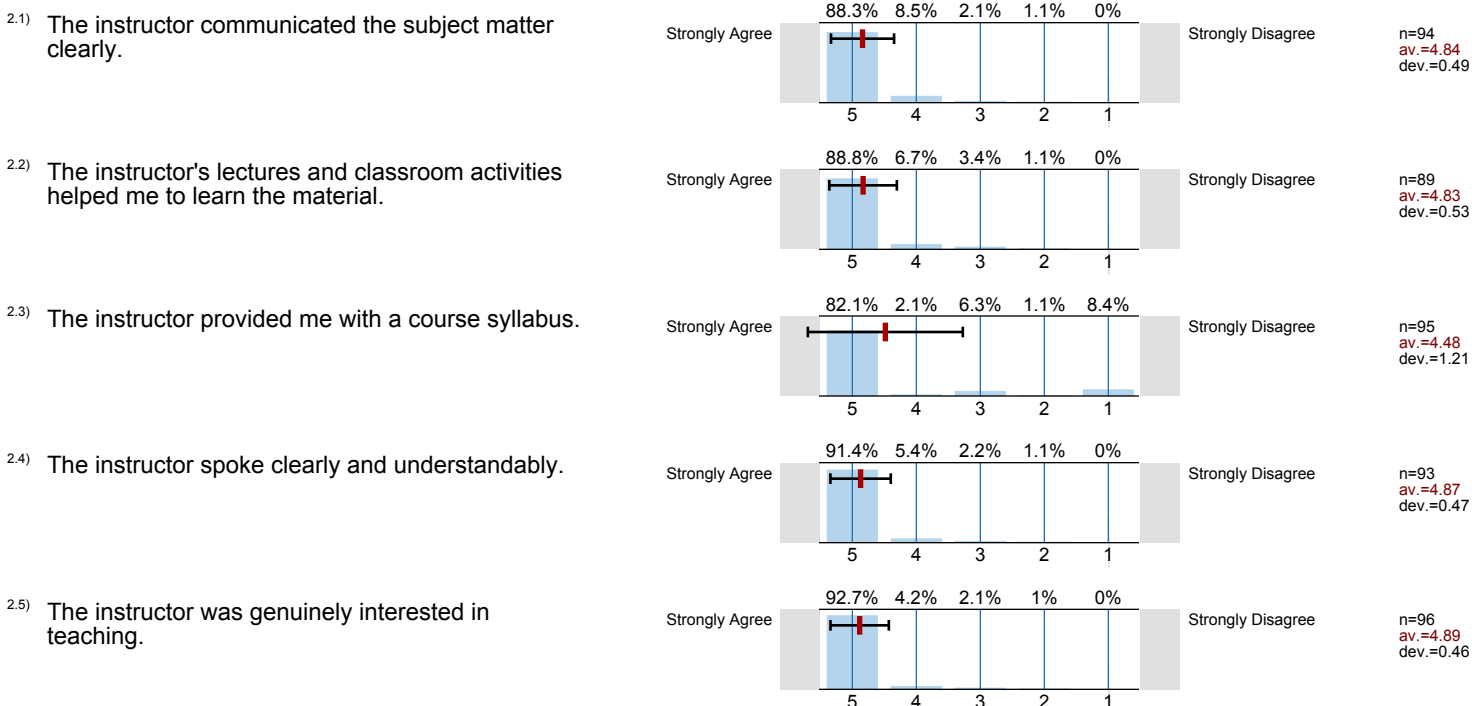 2.1) The instructor communicated the subject matter
clearly.
88.3% 8.5% 2.1% 1.1% 0%
Strongly Agree
Strongly Disagree
n=94
av.=4.84
dev.=0.49
5 4 3 2 1
2.2) The instructor's lectures and classroom activities
helped me to learn the material.
88.8% 6.7% 3.4% 1.1% 0%
Strongly Agree
Strongly Disagree
n=89
av.=4.83
dev.=0.53
5 4 3 2 1
2.3) The instructor provided me with a course syllabus.
82.1% 2.1% 6.3% 1.1% 8.4%
Strongly Agree
Strongly Disagree
n=95
av.=4.48
dev.=1.21
5 4 3 2 1
2.4) The instructor spoke clearly and understandably.
91.4% 5.4% 2.2% 1.1% 0%
Strongly Agree
Strongly Disagree
n=93
av.=4.87
dev.=0.47
5 4 3 2 1
2.5) The instructor was genuinely interested in
teaching.
92.7% 4.2% 2.1% 1% 0%
Strongly Agree
Strongly Disagree
n=96
av.=4.89
dev.=0.46
5 4 3 2 1